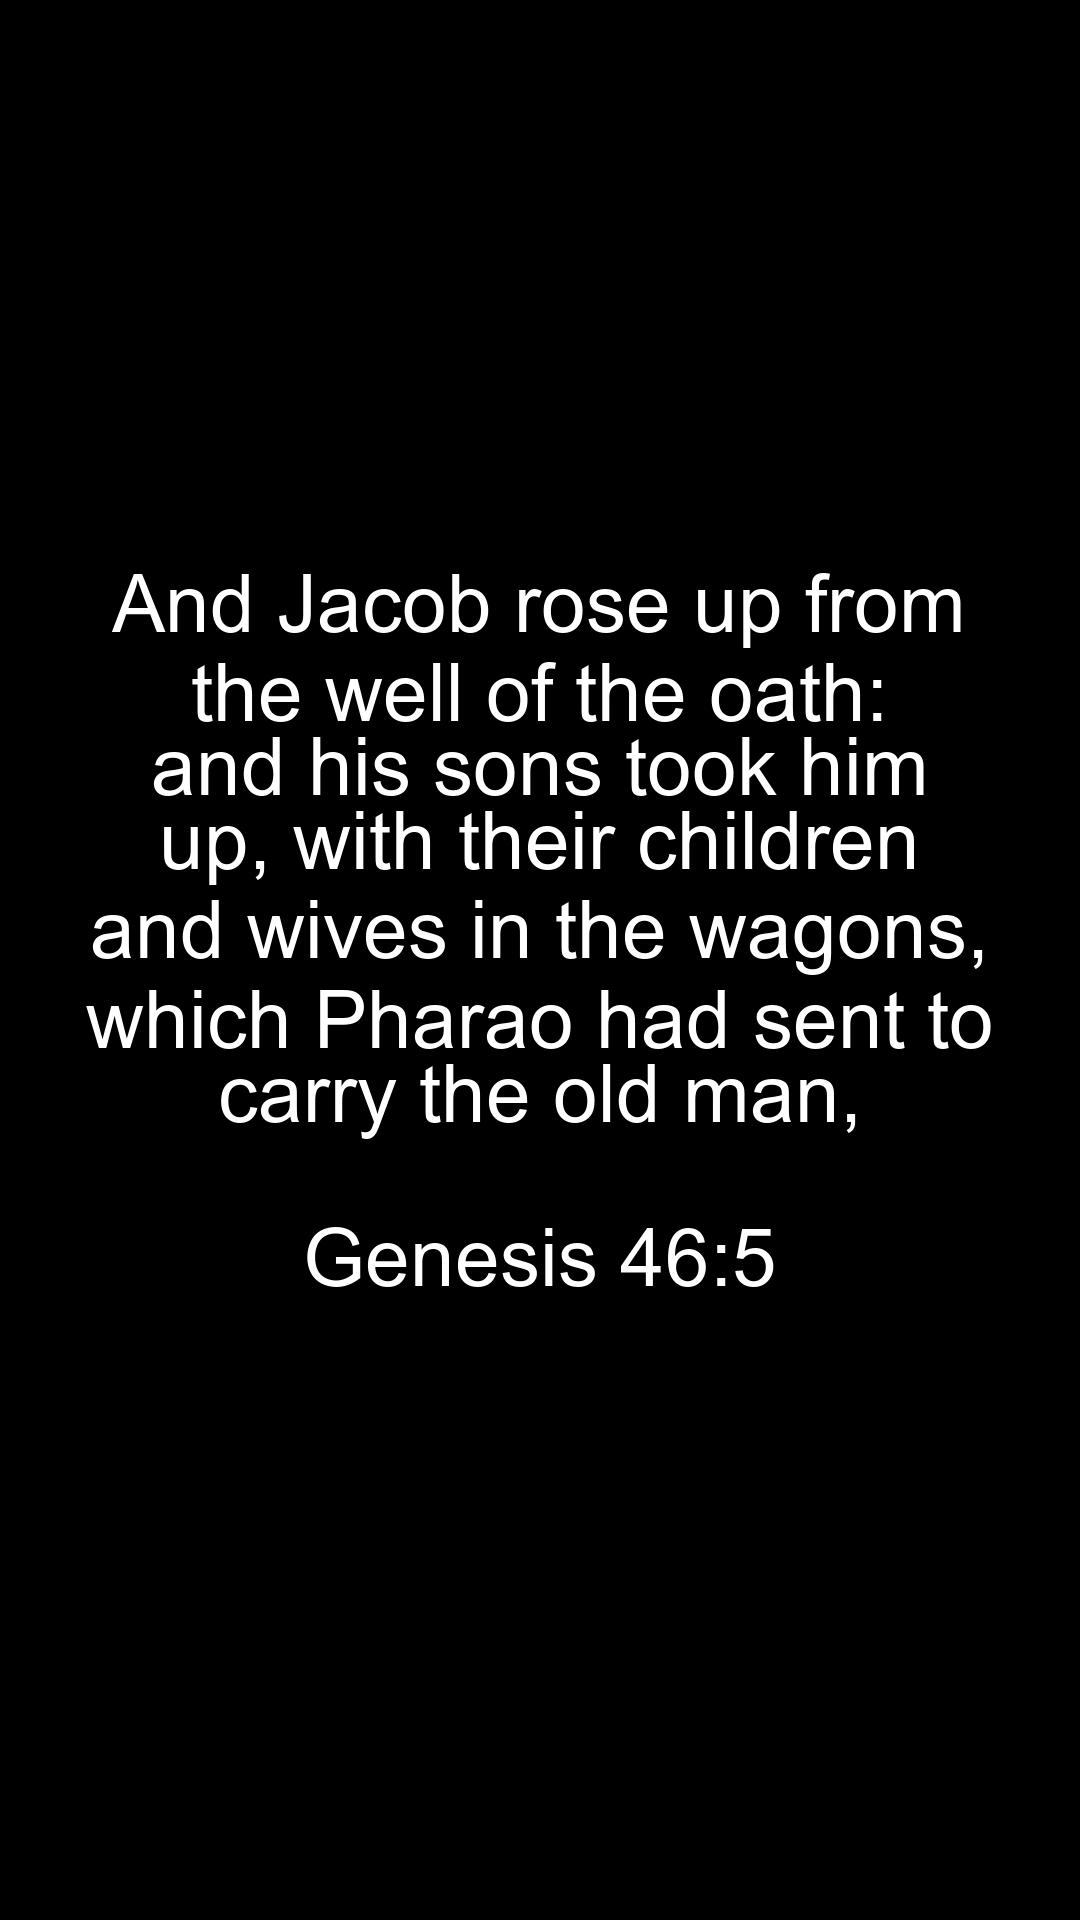 And Jacob rose up from
the well of the oath:
and his sons took him
up, with their children
and wives in the wagons,
which Pharao had sent to
carry the old man,
Genesis 46:5